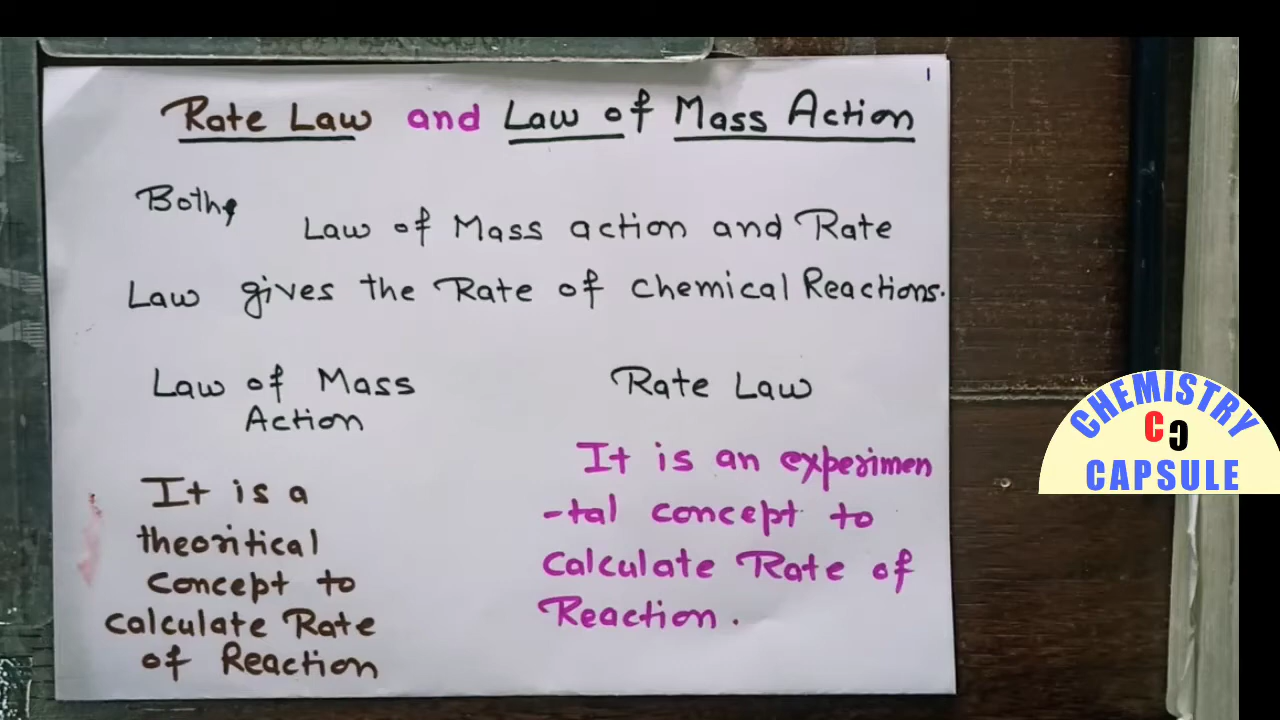 1
Rate Law and Law of Mass Action
Both,
Law of Mass action and Rate
Law gives the Rate of Chemical Reactions.
Law of Mass
Action
It is a
theoritical
concept to
calculate Rate
of Reaction
Rate Law
It is an experimen
-tal concept to
Calculate Rate of
Reaction.
CHEMISTRY
CC
CAPSULE